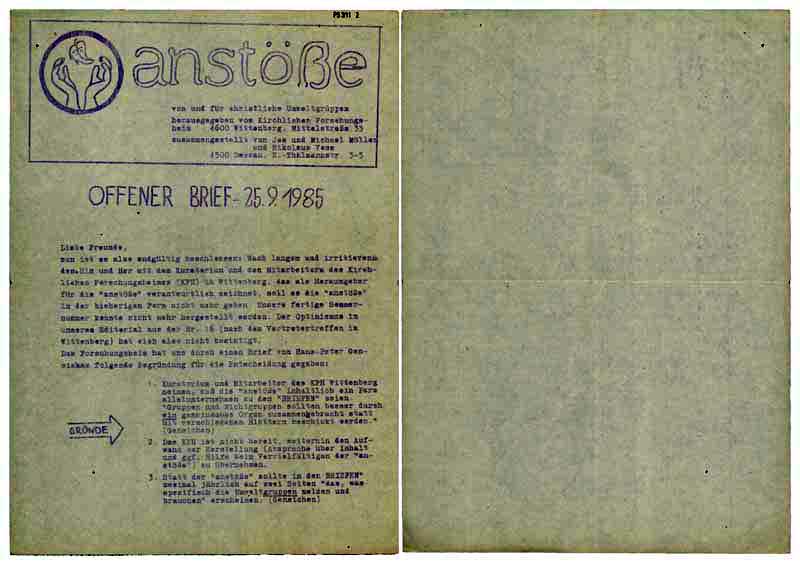 PS 311 2
anstöße
von und für christliche Umweltgruppen
herausgegeben vom Kirchlichen Forschungs-
heim 4600 Wittenberg, Mittelstraße 33
zusammengestellt von Jea und Michael Müller
und Nikolaus Voss
4500 Dessau, E.-Thälmannstr. 3-5
OFFENER BRIEF - 25.9.1985
Liebe Freunde,
nun ist es also endgültig beschlossen: Nach langem und irritieren-
dem Hin und Her mit dem Kuratorium und den Mitarbeitern des Kirch-
lichen Forschungsheimes (KFH) in Wittenberg, das als Herausgeber
für die "anstöße" verantwortlich zeichnet, soll es die "anstöße"
in der bisherigen Form nicht mehr geben. Unsere fertige Sommer-
nummer konnte nicht mehr hergestellt werden. Der Optimismus in
unserem Editorial aus der Nr. 16 (nach dem Vertretertreffen in
Wittenberg) hat sich also nicht bestätigt.
Das Forschungsheim hat uns durch einen Brief von Hans-Peter Gen-
sichen folgende Begründung für die Entscheidung gegeben:
GRÜNDE
1. Kuratorium und Mitarbeiter des KFH Wittenberg
meinen, daß die "anstöße" inhaltlich ein Para-
llelunternehmen zu den "BRIEFEN" seien
"Gruppen und Nichtgruppen sollten besser durch
ein gemeinsames Organ zusammengebracht statt
mit verschiedenen Blättern beschickt werden."
(Gensichen)
2. Das KFH ist nicht bereit, weiterhin den Auf-
wand der Herstellung (Absprache über Inhalt
und ggf. Hilfe beim Vervielfältigen der "an-
stöße") zu übernehmen.
3. Statt der "anstöße" sollte in den BRIEFEN"
zweimal jährlich auf zwei Seiten "das, was
spezifisch die Umweltgruppen melden und
brauchen" erscheinen. (Gensichen)